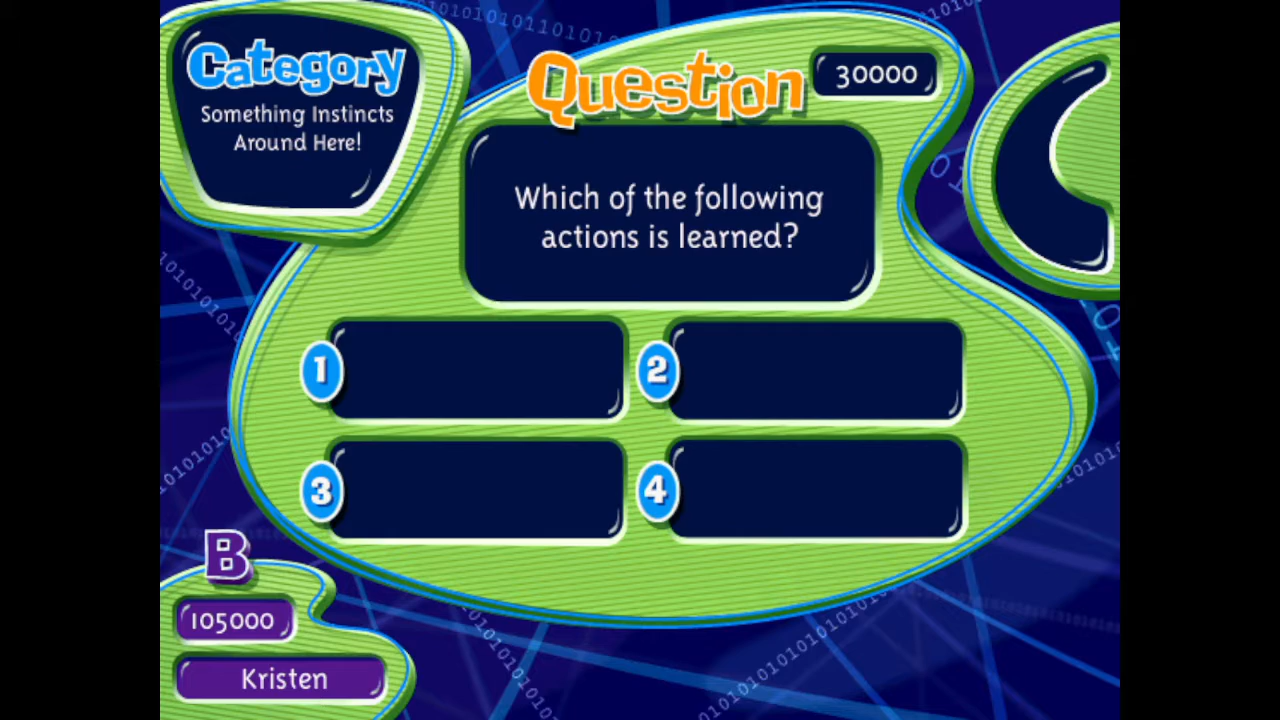 Category
Something Instincts
Around Here!
Question
30000
Which of the following
actions is learned?
1
2
3
4
B
105000
Kristen